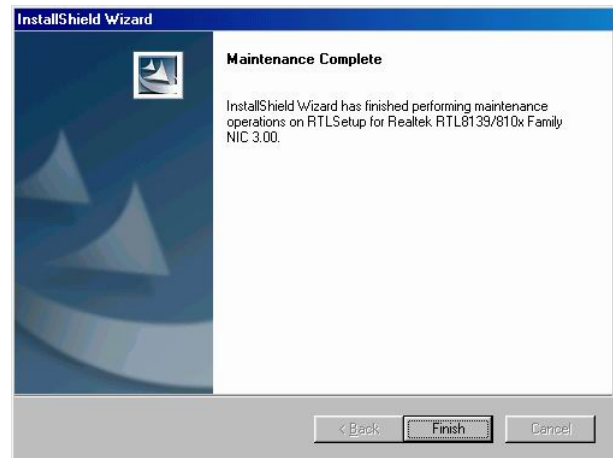 InstallShield Wizard
Maintenance Complete
InstallShield Wizard has finished performing maintenance
operations on RTLSetup for Realtek RTL8139/810x Family
NIC 3.00.
< Back
Finish
Cancel